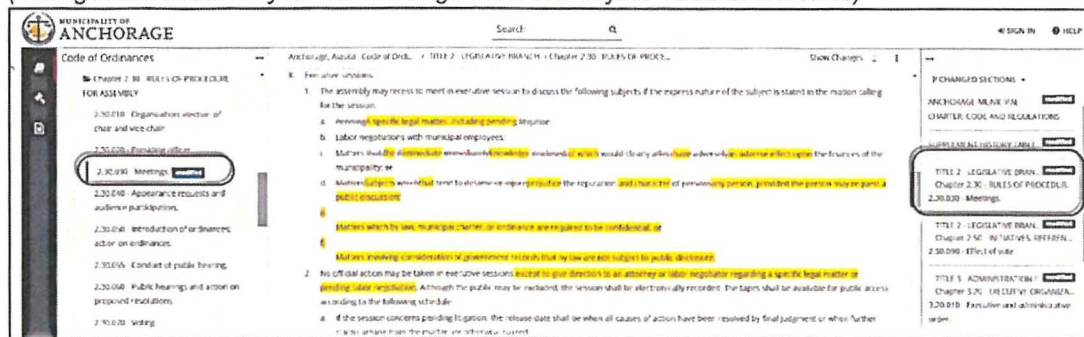 MUNICIPALITY OF
ANCHORAGE
Search
SIGN IN
HELP
Code of Ordinances
Chapter 2.30 - RULES OF PROCEDURE
FOR ASSEMBLY
2.30.010 - Organization; election of
chair and vice-chair.
2.30.020 - Presiding officer.
2.30.030 - Meetings. modified
2.30.040 - Appearance requests and
audience participation.
2.30.050 - Introduction of ordinances;
action on ordinances.
2.30.055 - Conduct of public hearing.
2.30.060 - Public hearings and action on
proposed resolutions.
2.30.070 - Voting
Anchorage, Alaska - Code of Ordi... / TITLE 2 - LEGISLATIVE BRANCH / Chapter 2.30 - RULES OF PROCE...
Show Changes
Executive sessions.
1. The assembly may recess to meet in executive session to discuss the following subjects if the express nature of the subject is stated in the motion calling
for the session:
a. Pending A specific legal matter, including pending litigation
b. Labor negotiations with municipal employees;
c. Matters the immediate knowledge of which would clearly have adversely an adverse effect upon the finances of the
municipality; or
d. Matters Subjects which that tend to defame or prejudice the reputation and character of persons any person, provided the person may request a
public discussion;
e.
Matters which by law, municipal charter, or ordinance are required to be confidential; or
f.
Matters involving consideration of government records that by law are not subject to public disclosure.
2. No official action may be taken in executive sessions except to give direction to an attorney or labor negotiator regarding a specific legal matter or
pending labor negotiation. Although the public may be excluded, the session shall be electronically recorded. The tapes shall be available for public access
according to the following schedule:
a. If the session concerns pending litigation, the release date shall be when all causes of action have been resolved by final judgment or when further
CHANGED SECTIONS
ANCHORAGE MUNICIPAL modified
CHARTER, CODE AND REGULATIONS
SUPPLEMENT HISTORY TABLE modified
TITLE 2 - LEGISLATIVE BRAN... modified
Chapter 2.30 - RULES OF PROCEDUR...
2.30.030 - Meetings.
TITLE 2 - LEGISLATIVE BRAN... modified
Chapter 2.50 - INITIATIVES, REFEREN...
2.50.090 - Effect of vote
TITLE 3 - ADMINISTRATION modified
Chapter 3.20 - EXECUTIVE ORGANIZA...
3.20.010 - Executive and administrative
order.